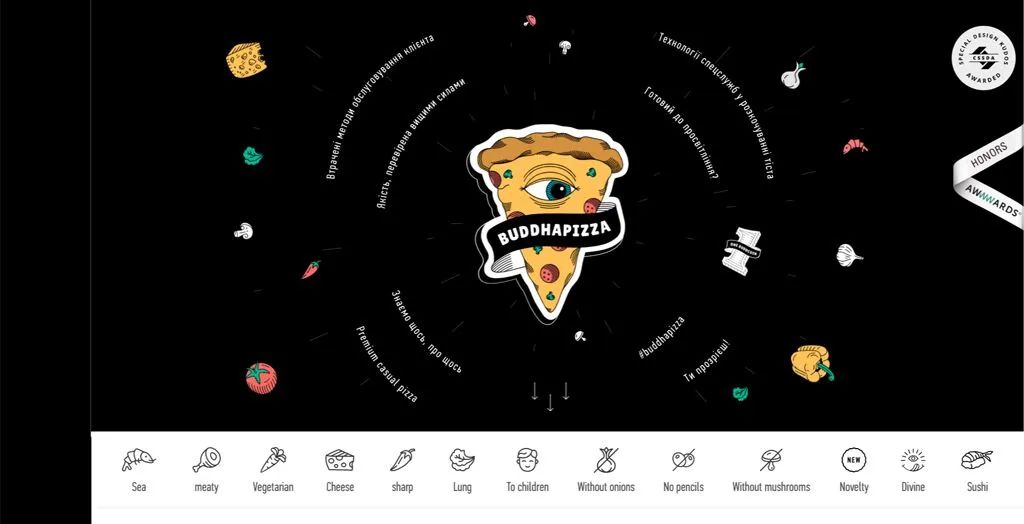 Втрачені методи обслуговування клієнта
Якість, перевірена вищими силами
Технології спецслужб у розкочуванні тіста
Готовий до просвітління?
SPECIAL DESIGN KUDOS
CSSDA
AWARDED
HONORS
AWWWARDS
BUDDHAPIZZA
Знаємо щось, про щось
Premium casual pizza
#buddhapizza
Ти прозрієш!
Sea
meaty
Vegetarian
Cheese
sharp
Lung
To children
Without onions
No pencils
Without mushrooms
NEW
Novelty
Divine
Sushi